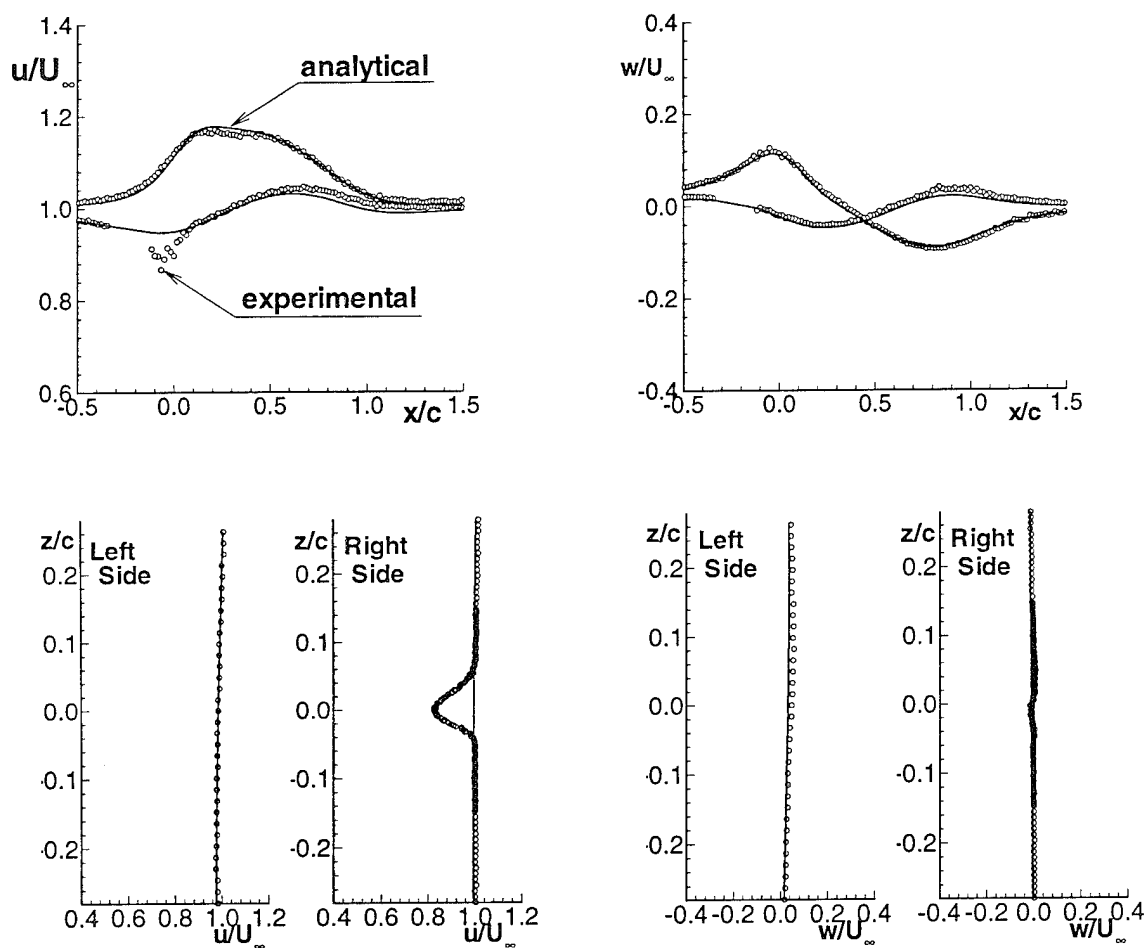 1.4
u/U∞
analytical
1.2
1.0
0.8
experimental
0.6
-0.5 0.0 0.5 1.0 1.5
x/c
0.4
w/U∞
0.2
0.0
-0.2
-0.4
-0.5 0.0 0.5 1.0 1.5
x/c
z/c
Left
Side
0.2
0.1
0.0
-0.1
-0.2
0.4 0.6 0.8 1.0 1.2
u/U∞
z/c
Right
Side
0.2
0.1
0.0
-0.1
-0.2
0.4 0.6 0.8 1.0 1.2
u/U∞
z/c
Left
Side
0.2
0.1
0.0
-0.1
-0.2
-0.4 -0.2 0.0 0.2 0.4
w/U∞
z/c
Right
Side
0.2
0.1
0.0
-0.1
-0.2
-0.4 -0.2 0.0 0.2 0.4
w/U∞